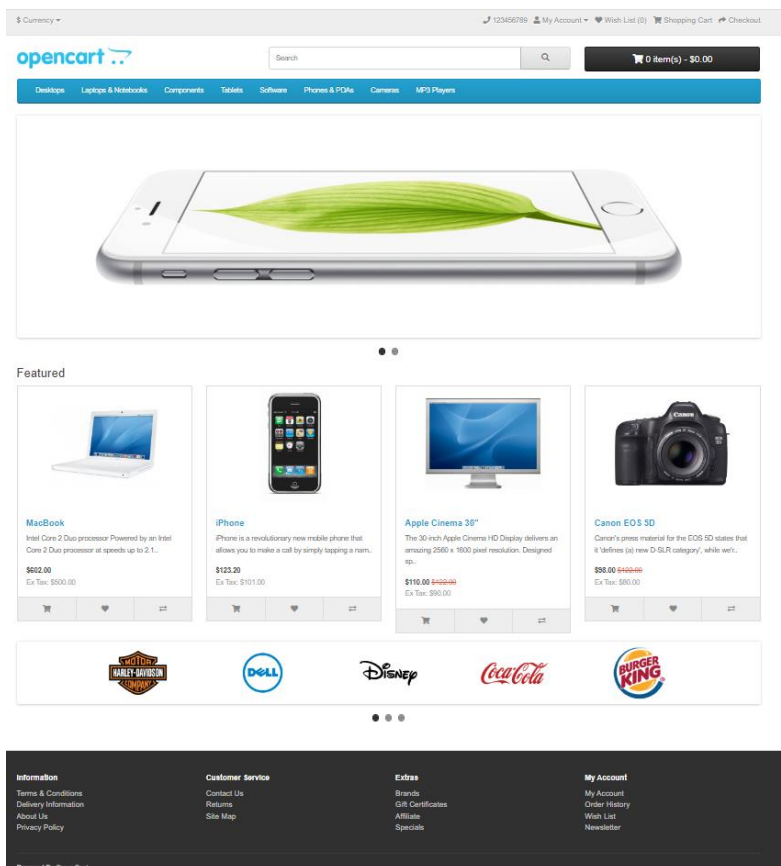 $ Currency
123456789 My Account Wish List (0) Shopping Cart Checkout
opencart
Search
0 item(s) - $0.00
Desktops Laptops & Notebooks Components Tablets Software Phones & PDAs Cameras MP3 Players
Featured
MacBook
Intel Core 2 Duo processor Powered by an Intel
Core 2 Duo processor at speeds up to 2.1..
$602.00
Ex Tax: $500.00
iPhone
iPhone is a revolutionary new mobile phone that
allows you to make a call by simply tapping a nam..
$123.20
Ex Tax: $101.00
Apple Cinema 30"
The 30-inch Apple Cinema HD Display delivers an
amazing 2560 x 1600 pixel resolution. Designed
sp..
$110.00 $122.00
Ex Tax: $90.00
Canon
Canon EOS 5D
Canon's press material for the EOS 5D states that
it 'defines (a) new D-SLR category', while we'r..
$98.00 $122.00
Ex Tax: $80.00
MOTOR
HARLEY-DAVIDSON
COMPANY
DELL
Disney
Coca-Cola
BURGER
KING
Information
Terms & Conditions
Delivery Information
About Us
Privacy Policy
Customer Service
Contact Us
Returns
Site Map
Extras
Brands
Gift Certificates
Affiliate
Specials
My Account
My Account
Order History
Wish List
Newsletter